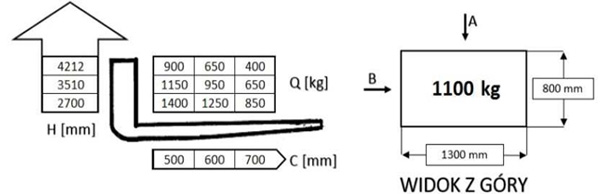 A
4212 900 650 400
3510 1150 950 650 Q [kg]
2700 1400 1250 850
B
1100 kg
800 mm
H [mm]
500 600 700 C [mm]
1300 mm
WIDOK Z GÓRY